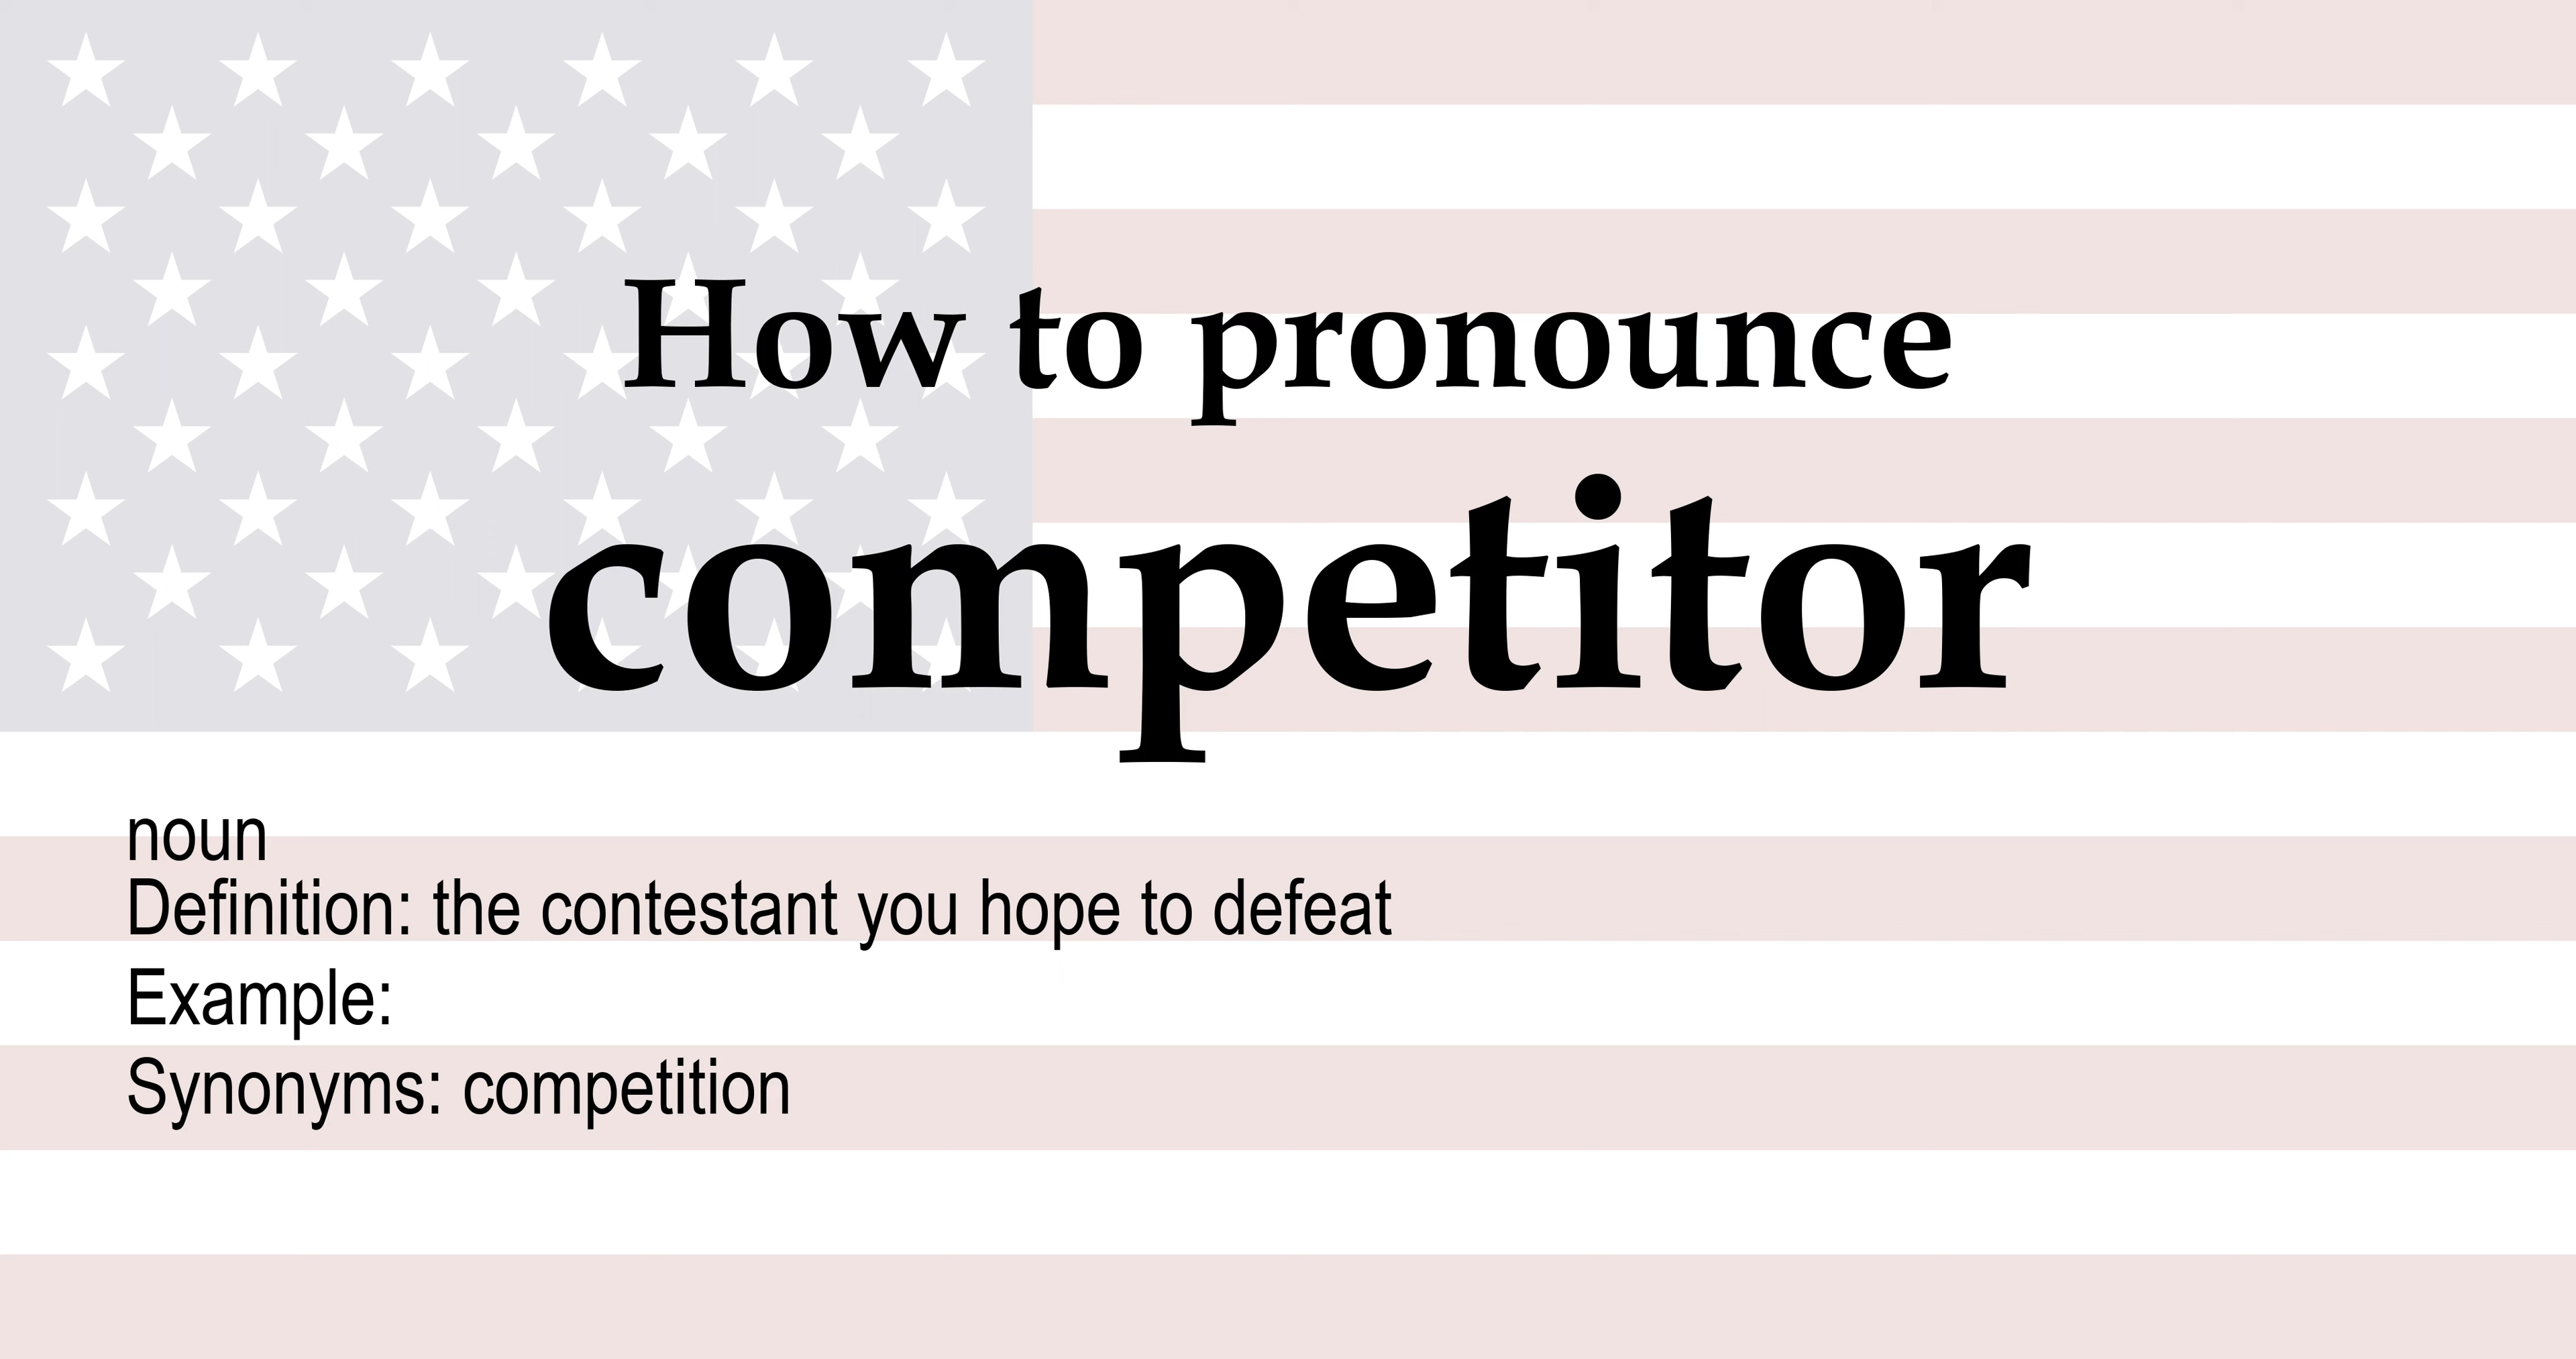 How to pronounce
competitor
noun
Definition: the contestant you hope to defeat
Example:
Synonyms: competition